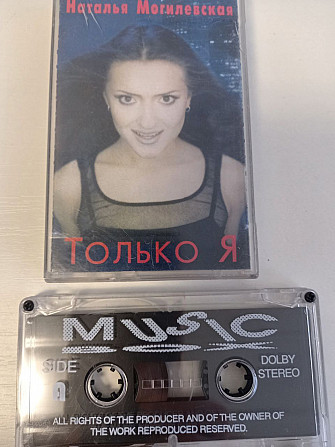 Наталья Могилевская
Только Я
MUSIC
SIDE
1
DOLBY
STEREO
ALL RIGHTS OF THE PRODUCER AND OF THE OWNER OF
THE WORK REPRODUCED RESERVED.